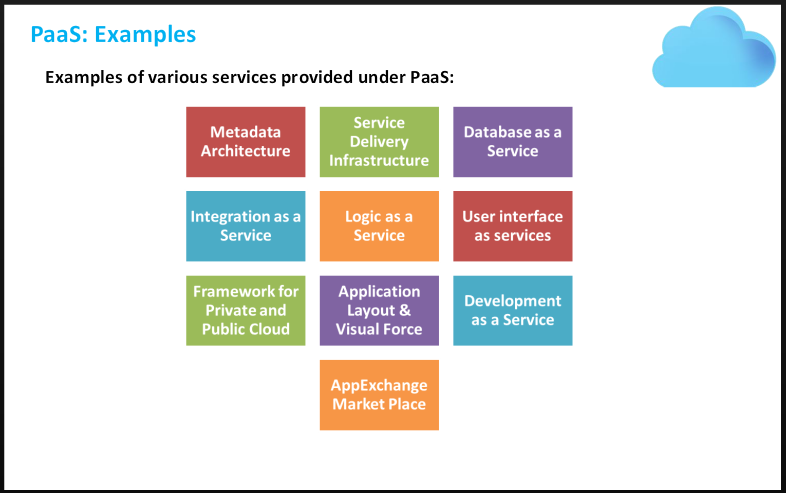 PaaS: Examples
Examples of various services provided under PaaS:
Metadata
Architecture
Service
Delivery
Infrastructure
Database as a
Service
Integration as a
Service
Logic as a
Service
User interface
as services
Framework for
Private and
Public Cloud
Application
Layout &
Visual Force
Development
as a Service
AppExchange
Market Place